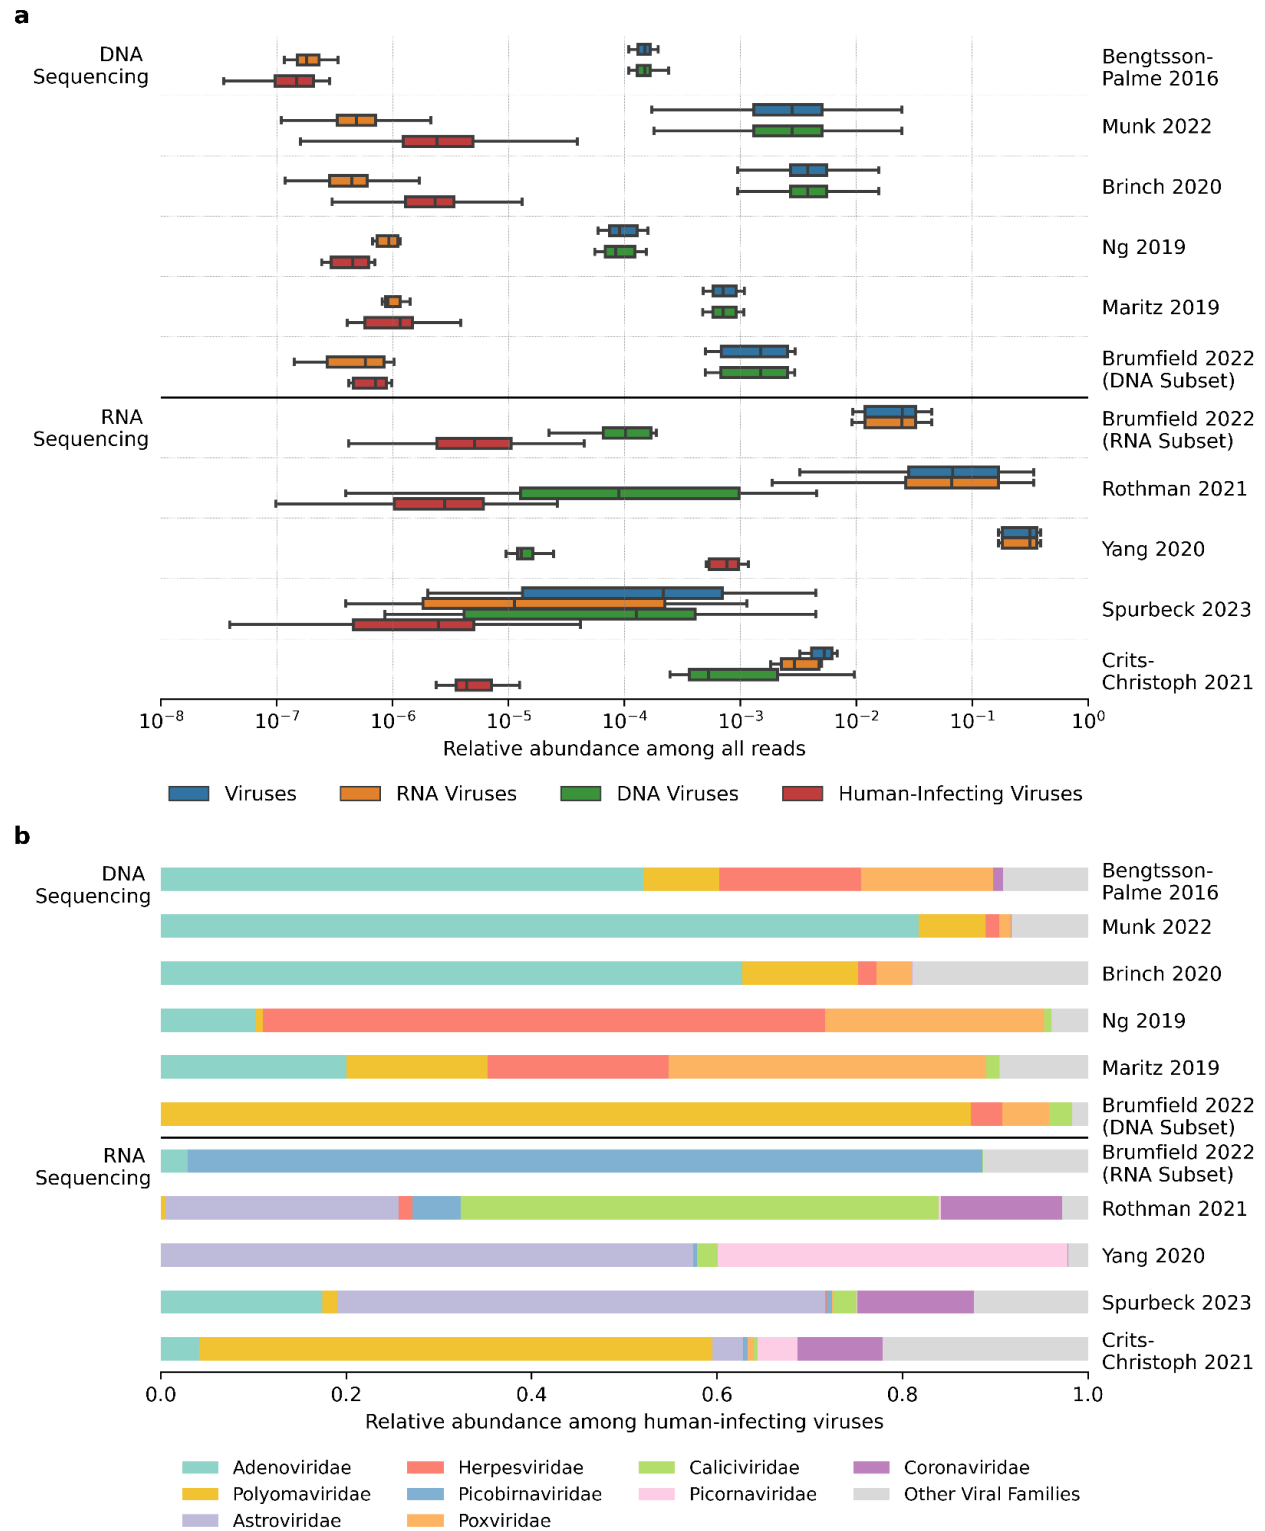 a
DNA
Sequencing
Bengtsson-
Palme 2016
Munk 2022
Brinch 2020
Ng 2019
Maritz 2019
Brumfield 2022
(DNA Subset)
RNA
Sequencing
Brumfield 2022
(RNA Subset)
Rothman 2021
Yang 2020
Spurbeck 2023
Crits-
Christoph 2021
10⁻⁸ 10⁻⁷ 10⁻⁶ 10⁻⁵ 10⁻⁴ 10⁻³ 10⁻² 10⁻¹ 10⁰
Relative abundance among all reads
Viruses RNA Viruses DNA Viruses Human-Infecting Viruses
b
DNA
Sequencing
Bengtsson-
Palme 2016
Munk 2022
Brinch 2020
Ng 2019
Maritz 2019
Brumfield 2022
(DNA Subset)
RNA
Sequencing
Brumfield 2022
(RNA Subset)
Rothman 2021
Yang 2020
Spurbeck 2023
Crits-
Christoph 2021
0.0 0.2 0.4 0.6 0.8 1.0
Relative abundance among human-infecting viruses
Adenoviridae Herpesviridae Caliciviridae Coronaviridae
Polyomaviridae Picobirnaviridae Picornaviridae Other Viral Families
Astroviridae Poxviridae